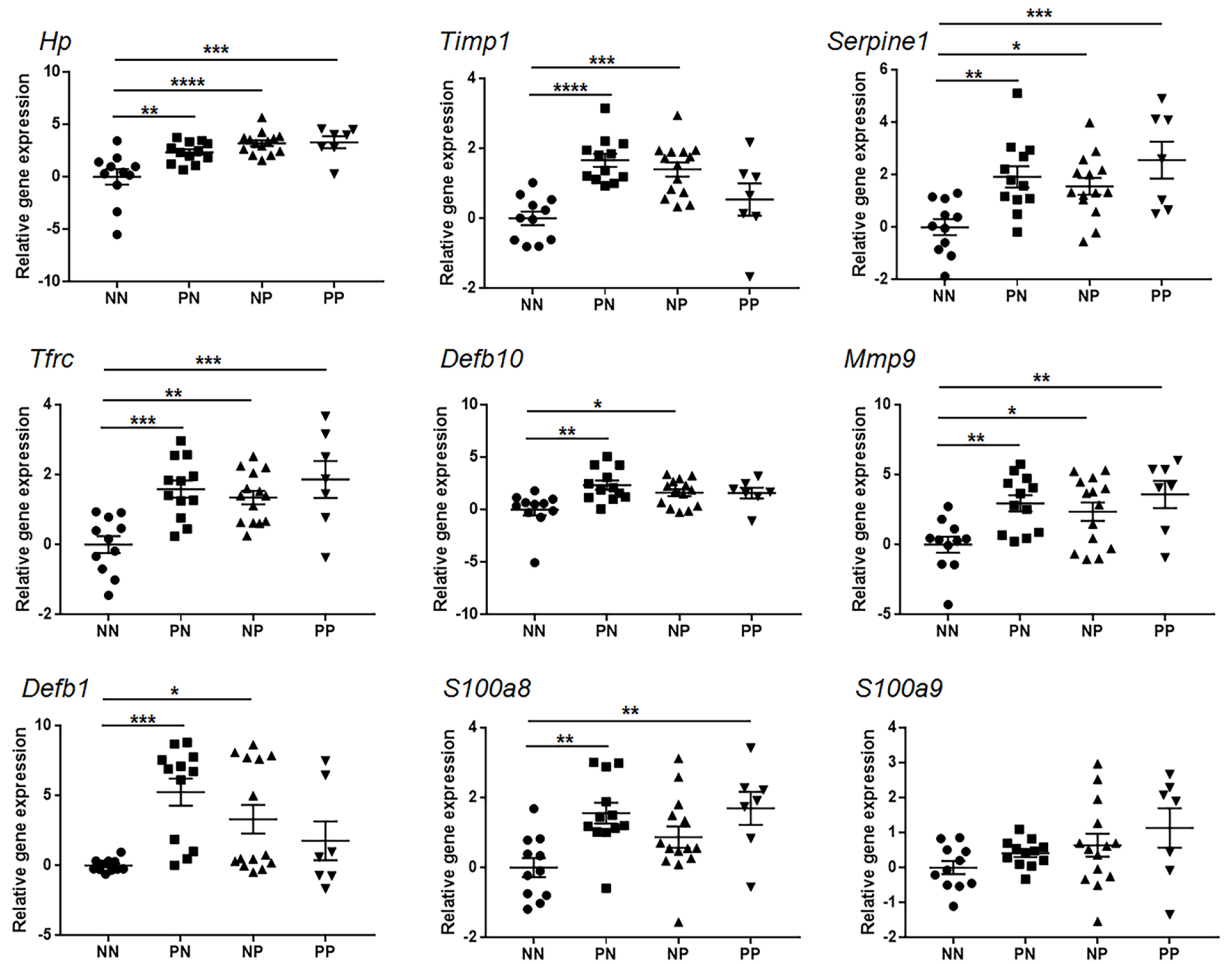 Hp
Timp1
Serpine1
***
****
**
***
****
***
*
**
Relative gene expression
10
5
0
-5
-10
NN PN NP PP
Relative gene expression
4
2
0
-2
NN PN NP PP
Relative gene expression
6
4
2
0
-2
NN PN NP PP
Tfrc
Defb10
Mmp9
***
**
***
*
**
**
*
**
Relative gene expression
4
2
0
-2
NN PN NP PP
Relative gene expression
10
5
0
-5
-10
NN PN NP PP
Relative gene expression
10
5
0
-5
NN PN NP PP
Defb1
S100a8
S100a9
*
***
**
**
Relative gene expression
10
5
0
-5
NN PN NP PP
Relative gene expression
4
2
0
-2
NN PN NP PP
Relative gene expression
4
3
2
1
0
-1
-2
NN PN NP PP